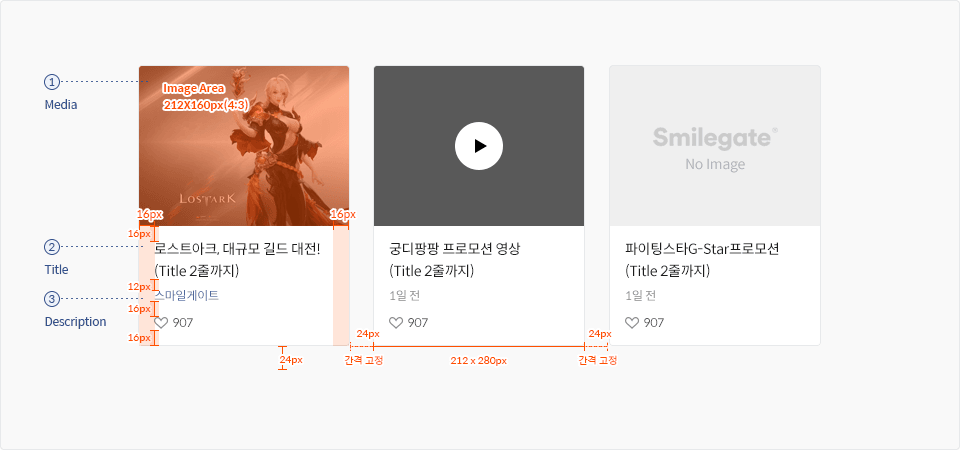 1
Media
Image Area
212X160px(4:3)
LOSTARK
16px
16px
Smilegate
No Image
2
Title
16px
로스트아크, 대규모 길드 대전!
(Title 2줄까지)
12px
3
Description
스마일게이트
16px
907
16px
궁디팡팡 프로모션 영상
(Title 2줄까지)
1일 전
907
파이팅스타G-Star프로모션
(Title 2줄까지)
1일 전
907
24px
24px
24px
간격 고정
212 x 280px
간격 고정